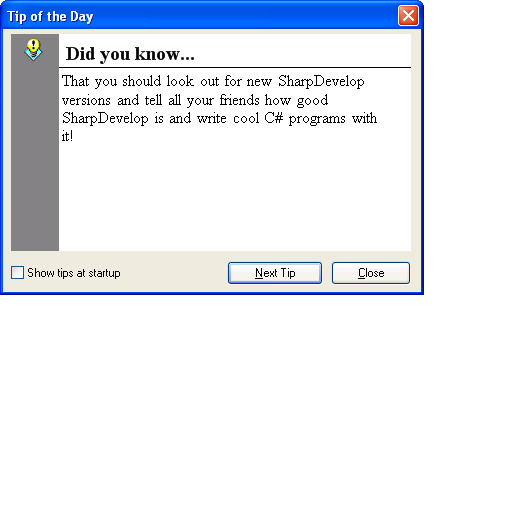 Tip of the Day
Did you know...
That you should look out for new SharpDevelop
versions and tell all your friends how good
SharpDevelop is and write cool C# programs with
it!
Show tips at startup
Next Tip
Close